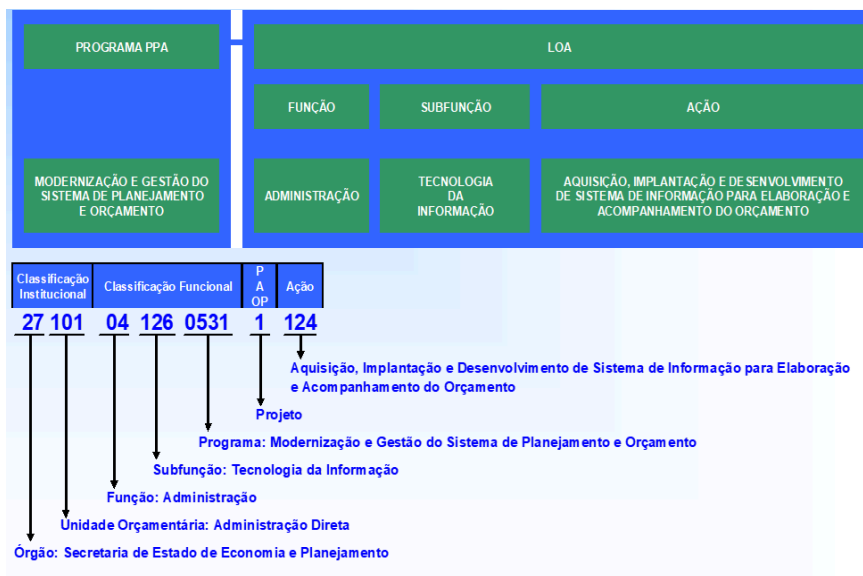 PROGRAMA PPA
LOA
FUNÇÃO
SUBFUNÇÃO
AÇÃO
MODERNIZAÇÃO E GESTÃO DO
SISTEMA DE PLANEJAMENTO
E ORÇAMENTO
ADMINISTRAÇÃO
TECNOLOGIA
DA
INFORMAÇÃO
AQUISIÇÃO, IMPLANTAÇÃO E DESENVOLVIMENTO
DE SISTEMA DE INFORMAÇÃO PARA ELABORAÇÃO E
ACOMPANHAMENTO DO ORÇAMENTO
Classificação
Institucional
Classificação Funcional
P
A
OP
Ação
27 101 04 126 0531 1 124
Aquisição, Implantação e Desenvolvimento de Sistema de Informação para Elaboração
e Acompanhamento do Orçamento
Projeto
Programa: Modernização e Gestão do Sistema de Planejamento e Orçamento
Subfunção: Tecnologia da Informação
Função: Administração
Unidade Orçamentária: Administração Direta
Órgão: Secretaria de Estado de Economia e Planejamento